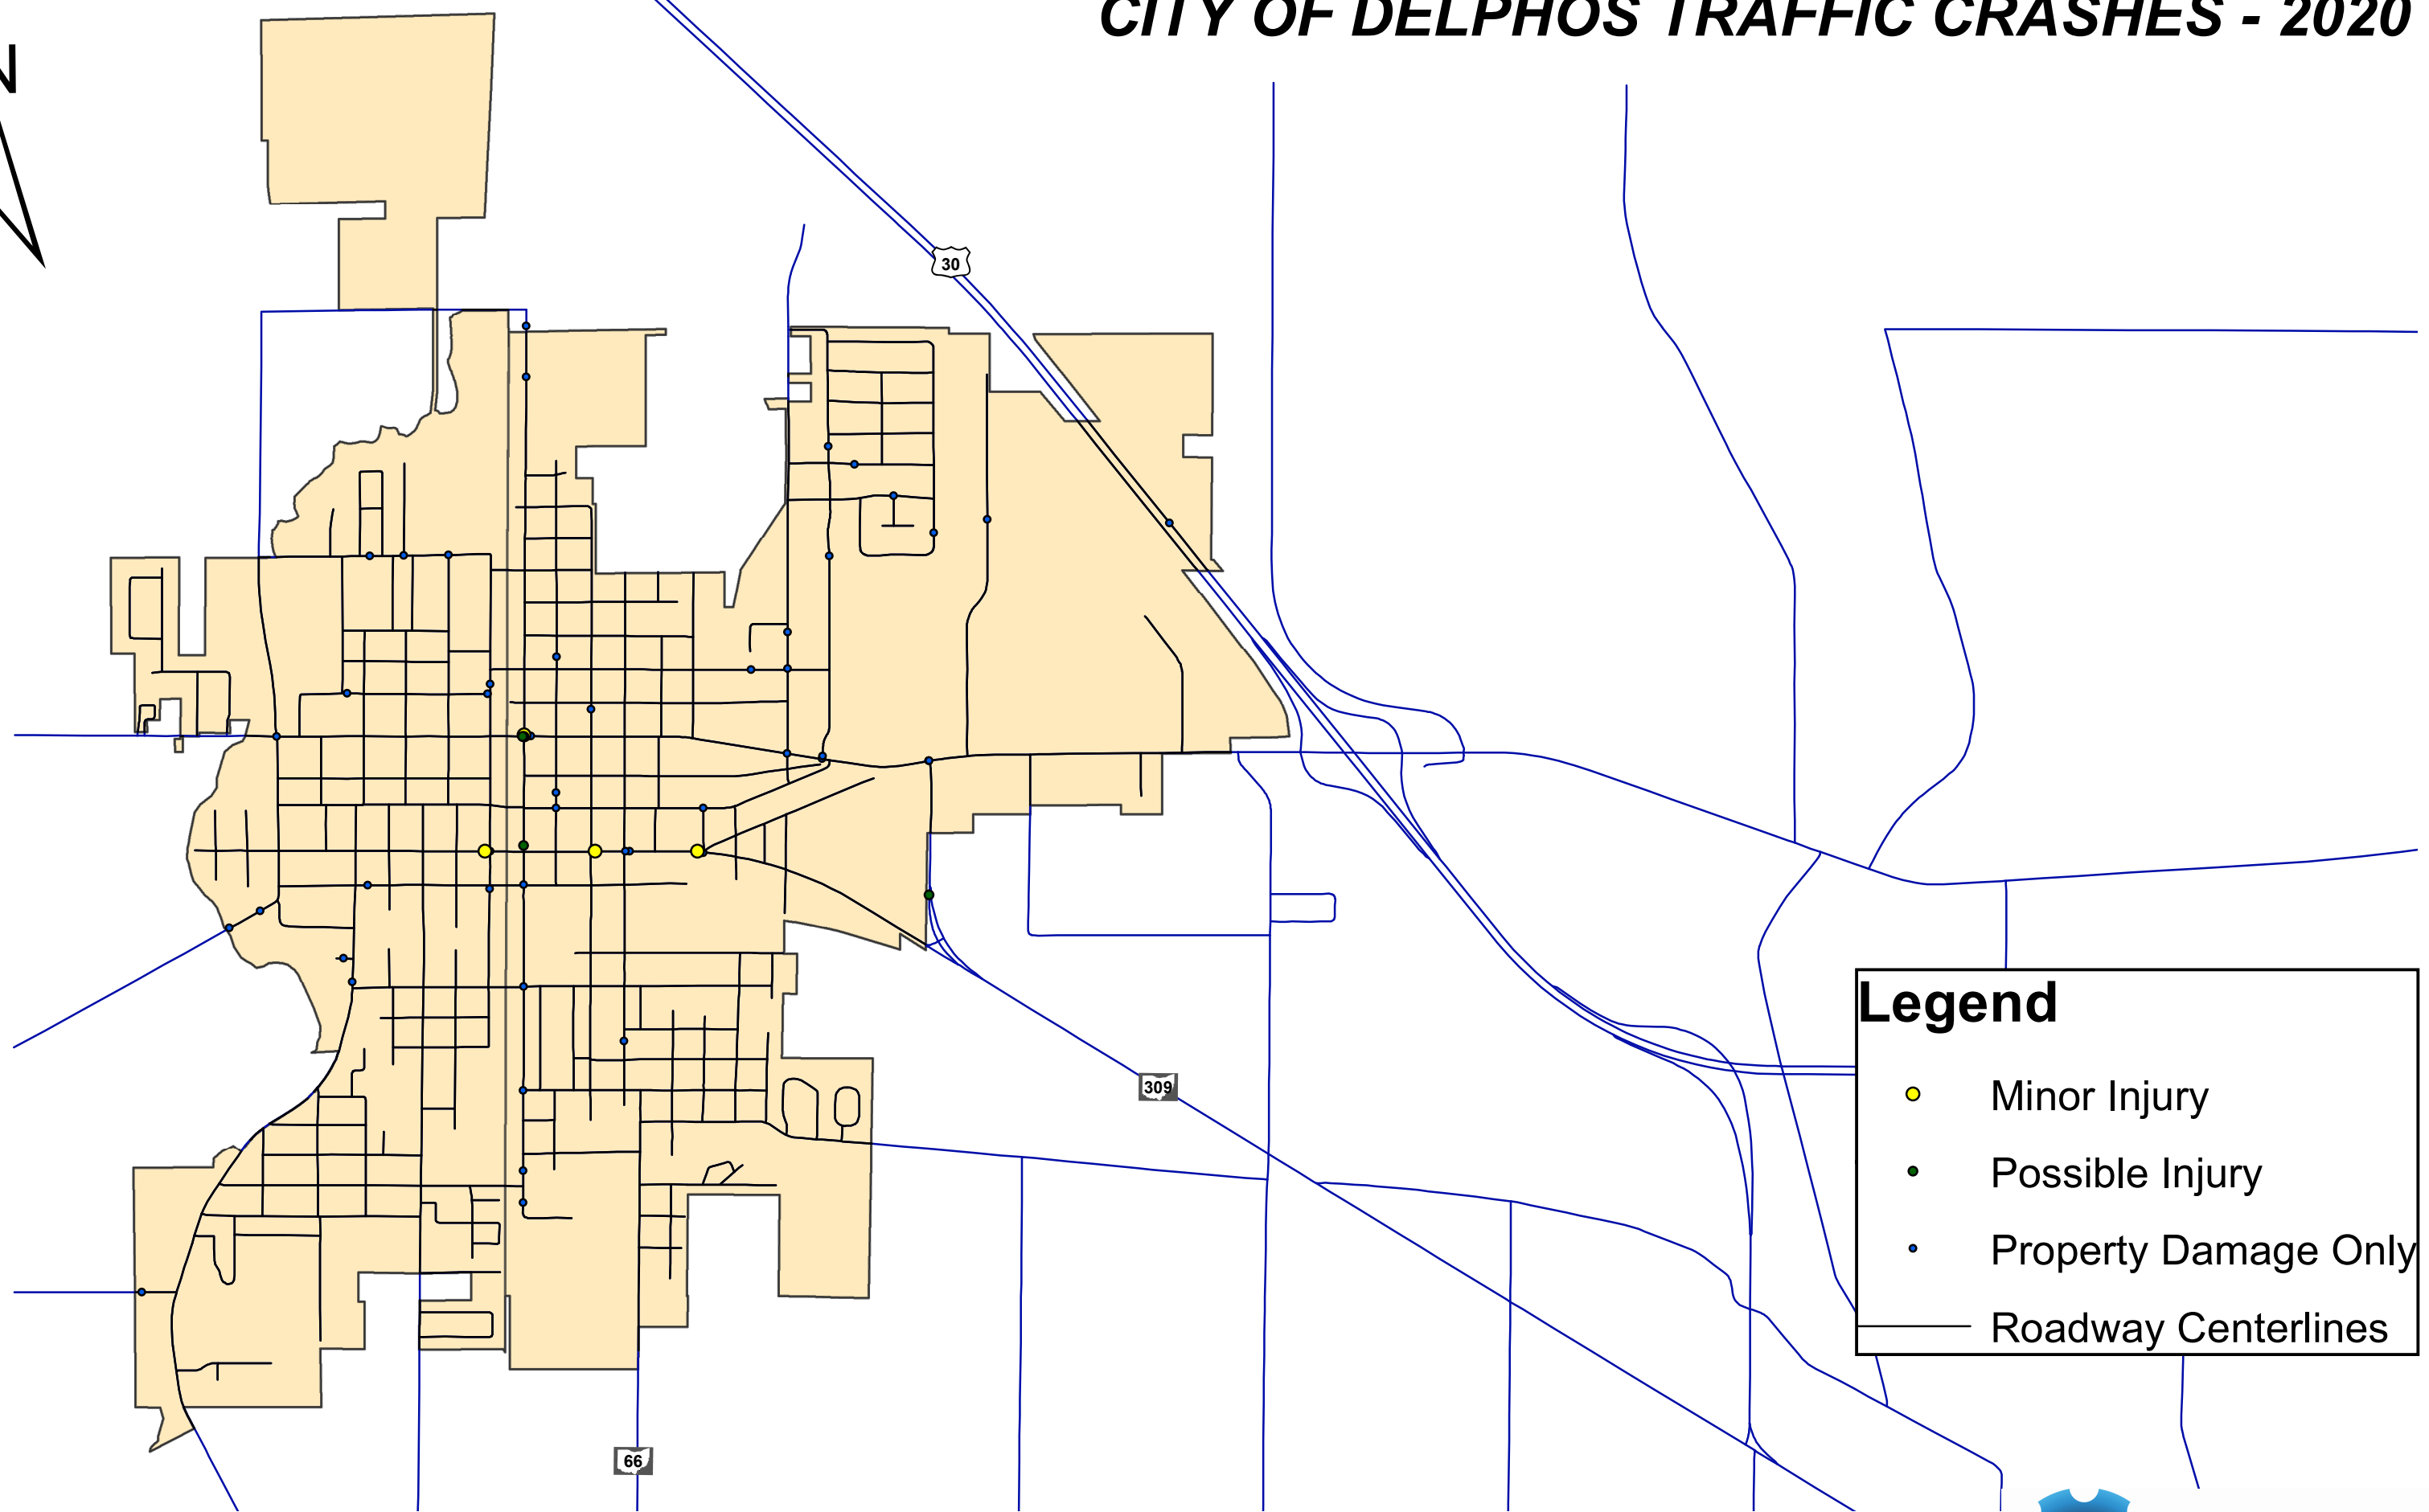 CITY OF DELPHOS TRAFFIC CRASHES - 2020
N
30
Legend
Minor Injury
309
Possible Injury
Property Damage Only
Roadway Centerlines
66